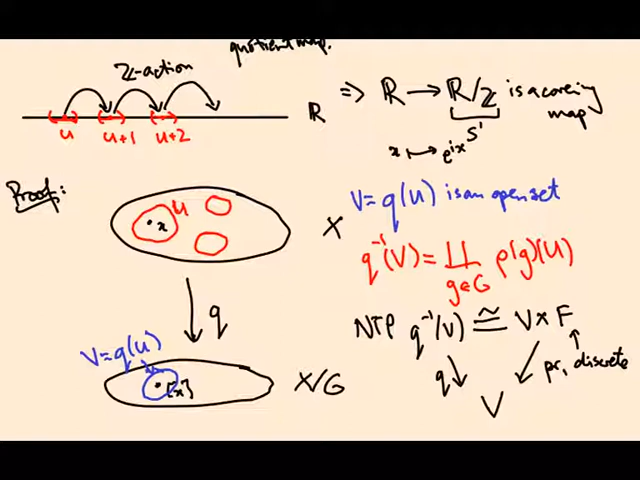 quotient map.
ℤ-action
u u+1 u+2
ℝ
⇒ ℝ → ℝ/ℤ is a covering map
S¹
x ↦ e^{ix}
Proof:
·x U
X
V = q(U) is an open set
q⁻¹(V) = ∐ ρ(g)(U)
g∈G
q
NTP q⁻¹(V) ≅ V × F
q pr₁ discrete
V
V = q(U)
·[x]
X/G